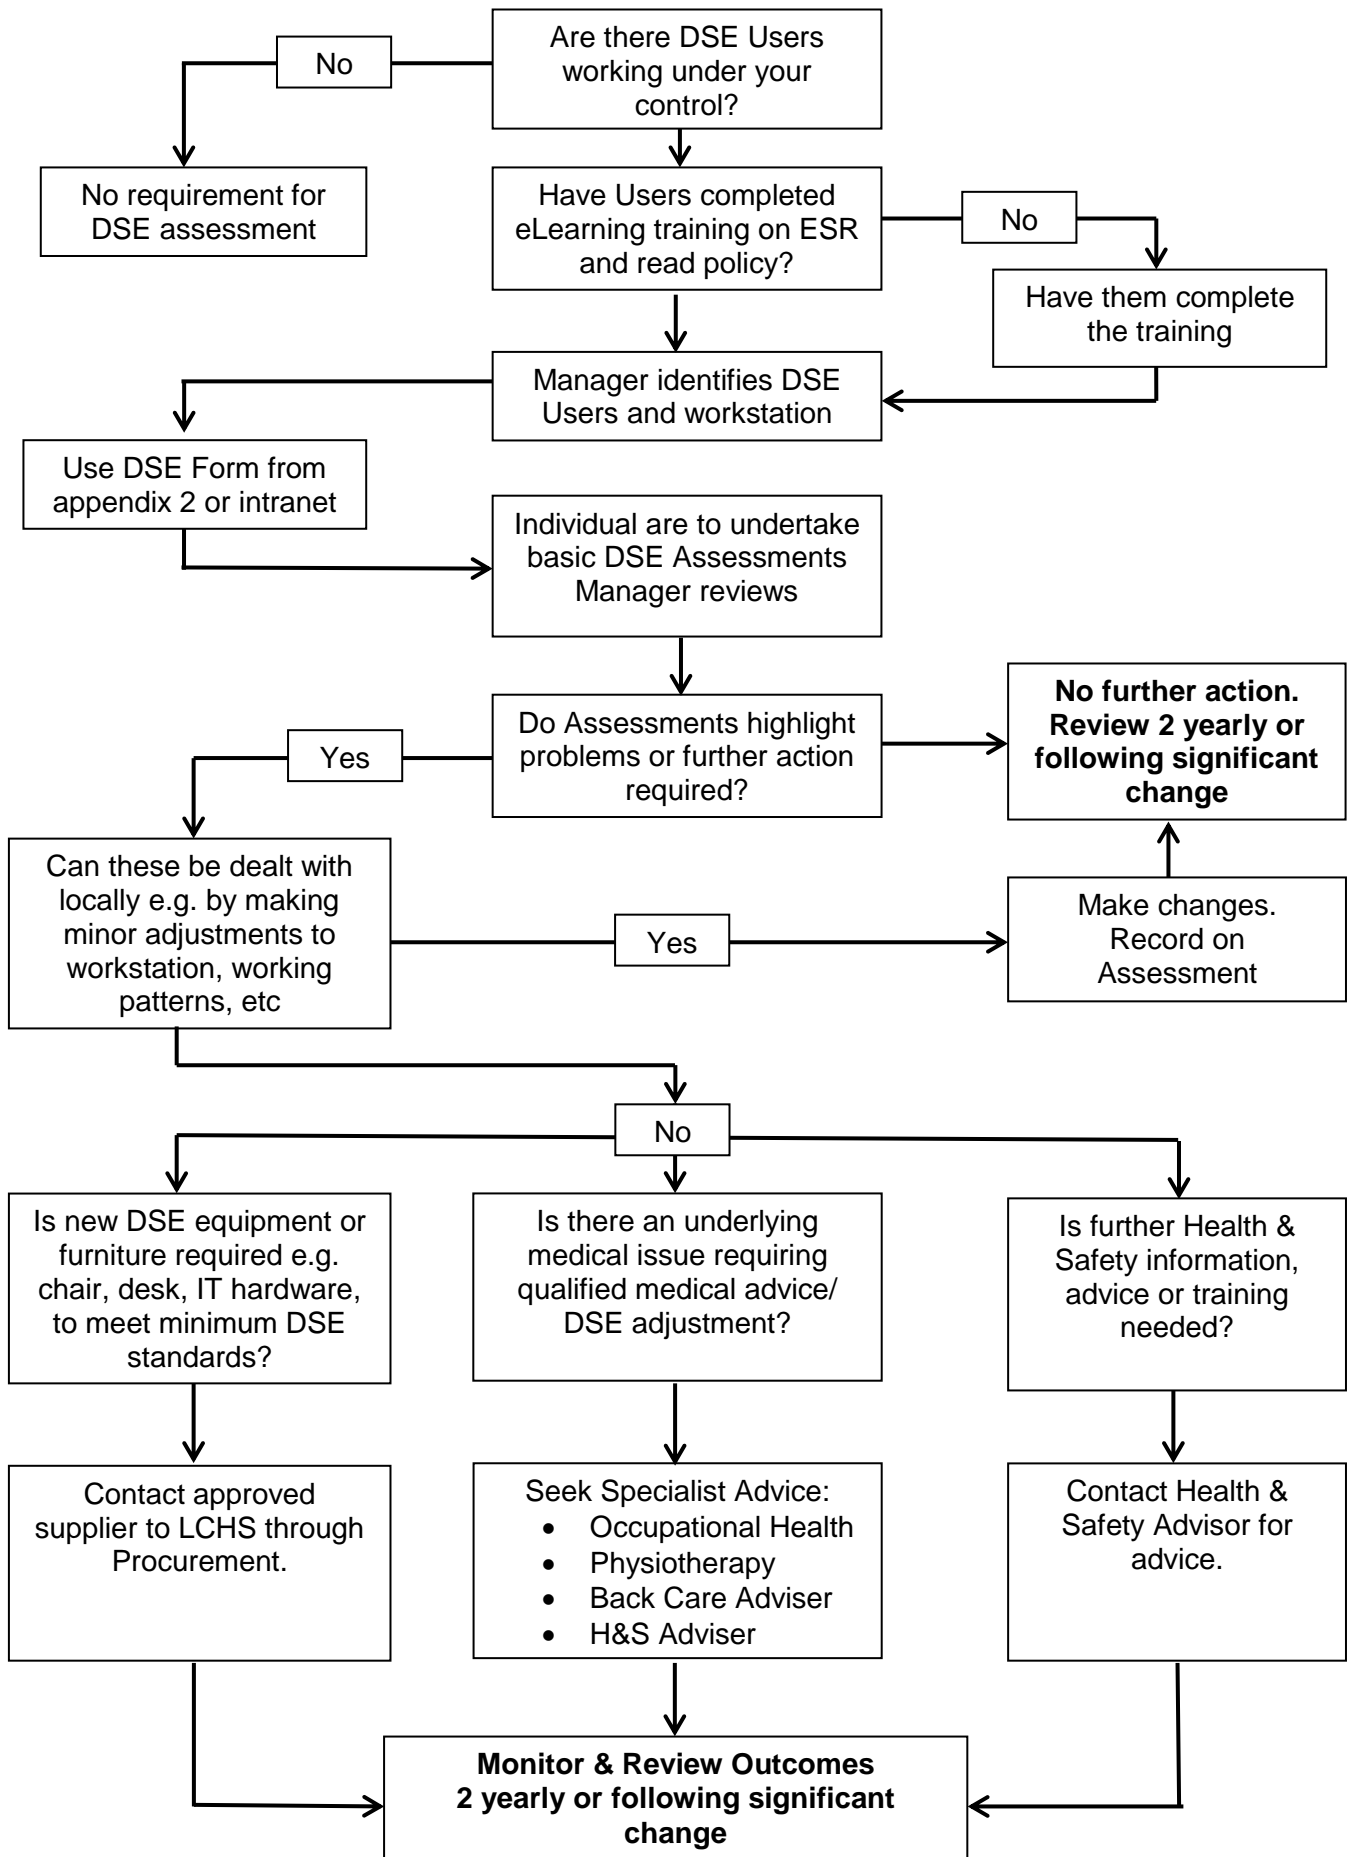 Are there DSE Users
working under your
control?
No
No requirement for
DSE assessment
Have Users completed
eLearning training on ESR
and read policy?
No
Have them complete
the training
Manager identifies DSE
Users and workstation
Use DSE Form from
appendix 2 or intranet
Individual are to undertake
basic DSE Assessments
Manager reviews
Do Assessments highlight
problems or further action
required?
No further action.
Review 2 yearly or
following significant
change
Yes
Can these be dealt with
locally e.g. by making
minor adjustments to
workstation, working
patterns, etc
Yes
Make changes.
Record on
Assessment
No
Is new DSE equipment or
furniture required e.g.
chair, desk, IT hardware,
to meet minimum DSE
standards?
Is there an underlying
medical issue requiring
qualified medical advice/
DSE adjustment?
Is further Health &
Safety information,
advice or training
needed?
Contact approved
supplier to LCHS through
Procurement.
Seek Specialist Advice:
• Occupational Health
• Physiotherapy
• Back Care Adviser
• H&S Adviser
Contact Health &
Safety Advisor for
advice.
Monitor & Review Outcomes
2 yearly or following significant
change